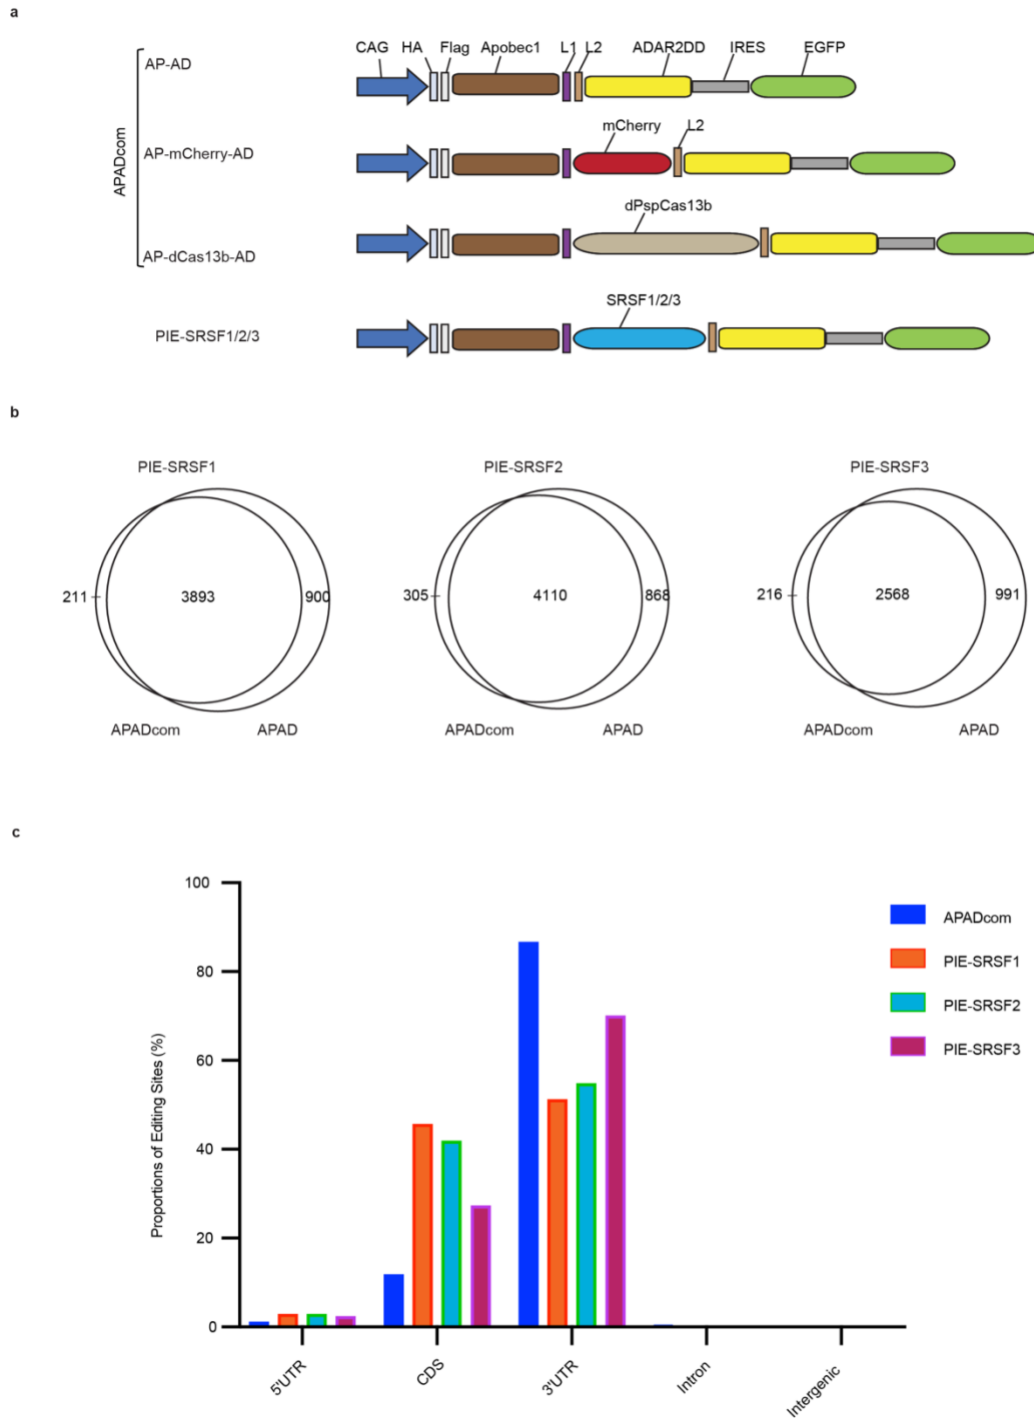 a
CAG HA Flag Apobec1 L1 L2 ADAR2DD IRES EGFP
AP-AD
mCherry L2
AP-mCherry-AD
APADcom
dPspCas13b
AP-dCas13b-AD
SRSF1/2/3
PIE-SRSF1/2/3
b
PIE-SRSF1 PIE-SRSF2 PIE-SRSF3
211 3893 900 305 4110 868 216 2568 991
APADcom APAD APADcom APAD APADcom APAD
c
Proportions of Editing Sites (%)
100
80
60
40
20
0
APADcom
PIE-SRSF1
PIE-SRSF2
PIE-SRSF3
5'UTR CDS 3'UTR Intron Intergenic